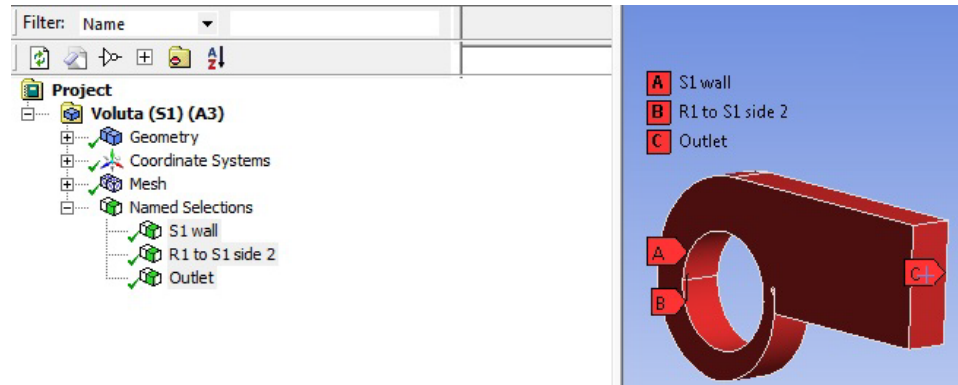 Filter: Name
Project
Voluta (S1) (A3)
Geometry
Coordinate Systems
Mesh
Named Selections
S1 wall
R1 to S1 side 2
Outlet
A S1 wall
B R1 to S1 side 2
C Outlet
A
B
C